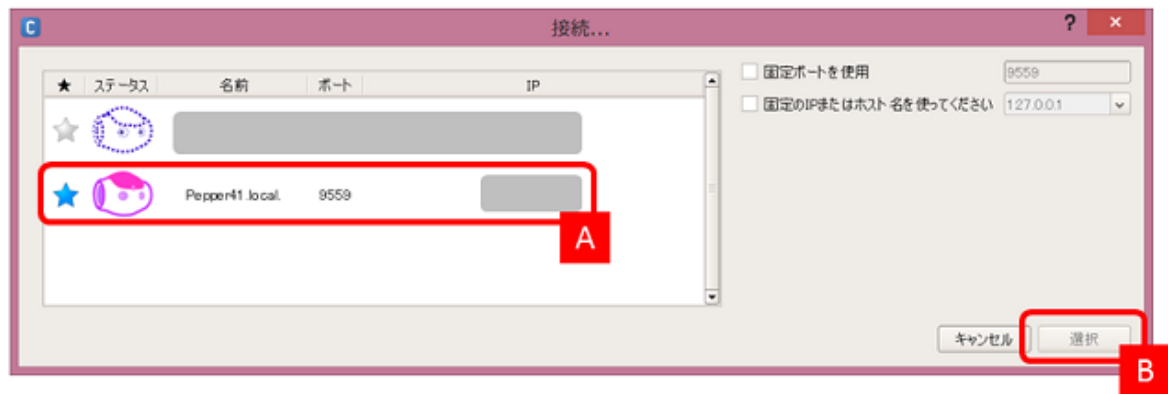 C 接続... ? ×
★ ステータス 名前 ポート IP
固定ポートを使用 9559
固定のIPまたはホスト名を使ってください 127.0.0.1
Pepper41.local. 9559
A
キャンセル 選択
B